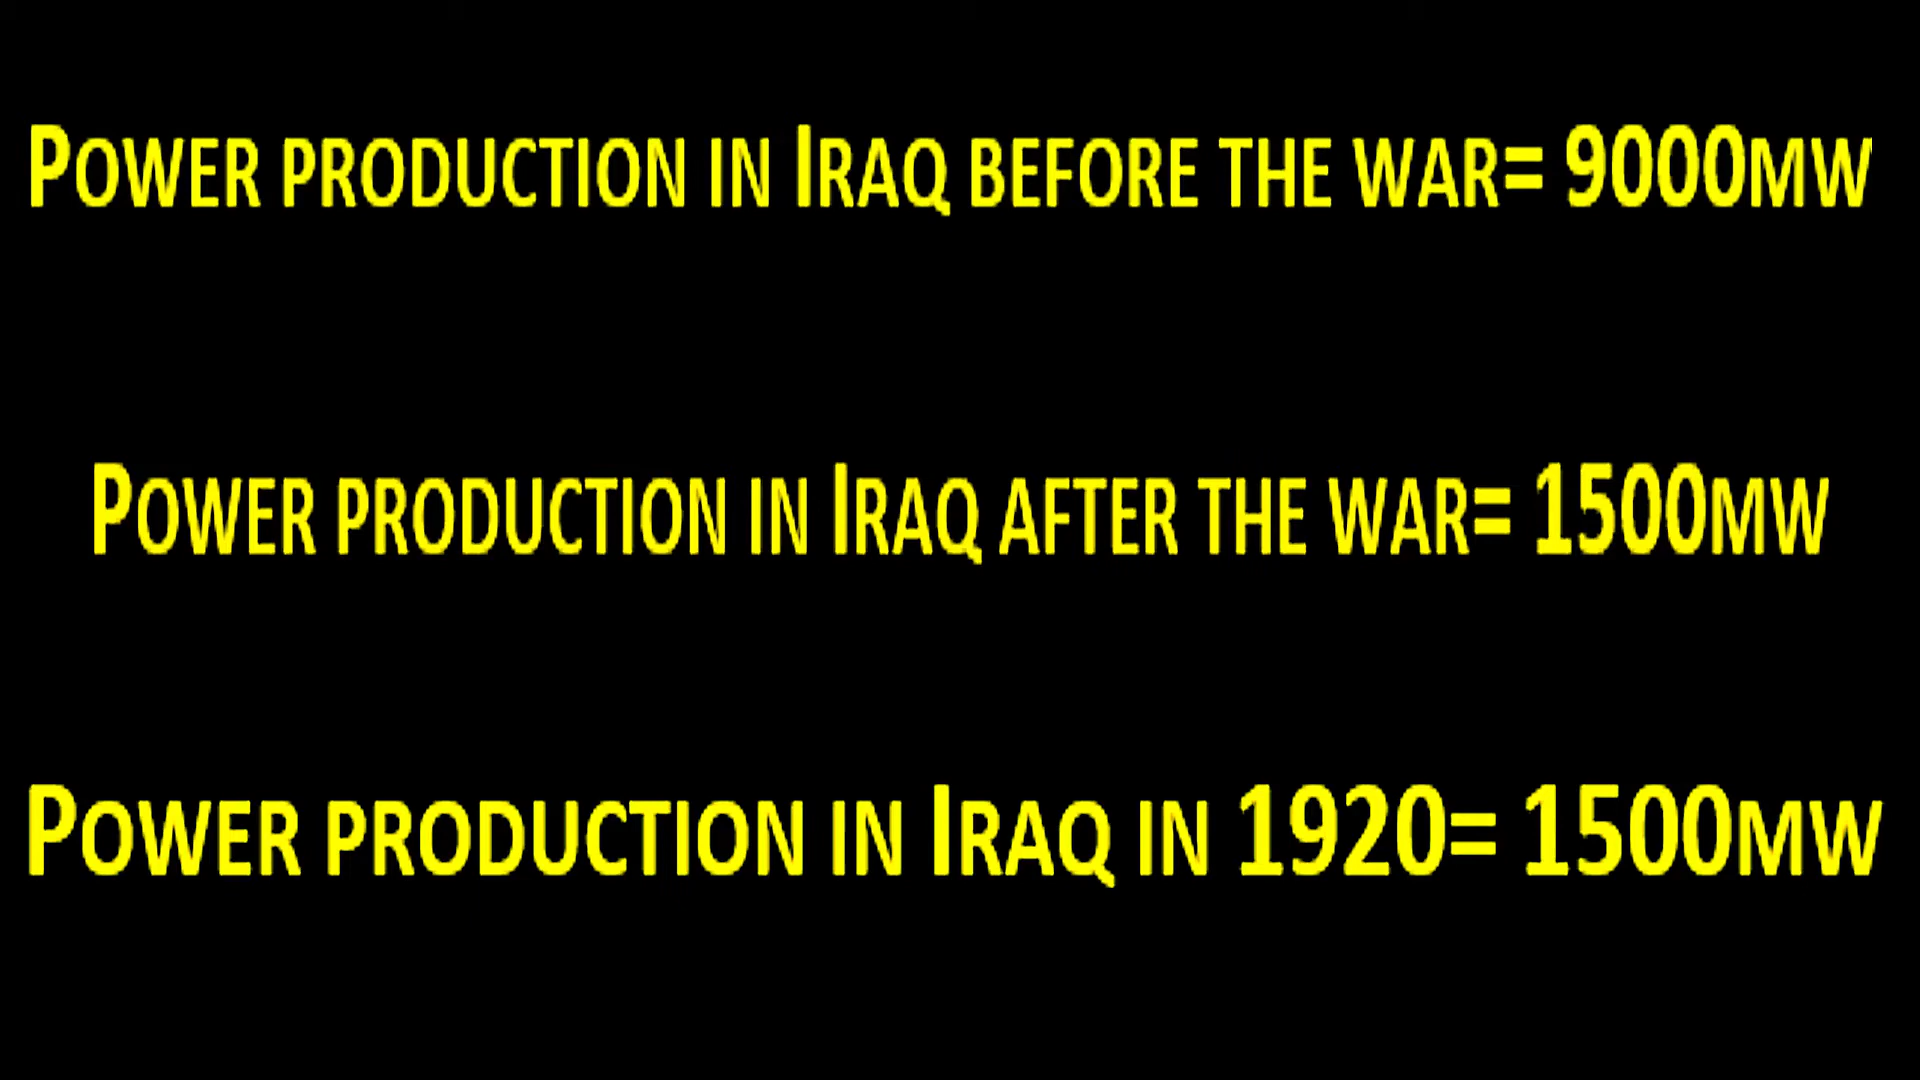 Power production in Iraq before the war= 9000mw
Power production in Iraq after the war= 1500mw
Power production in Iraq in 1920= 1500mw